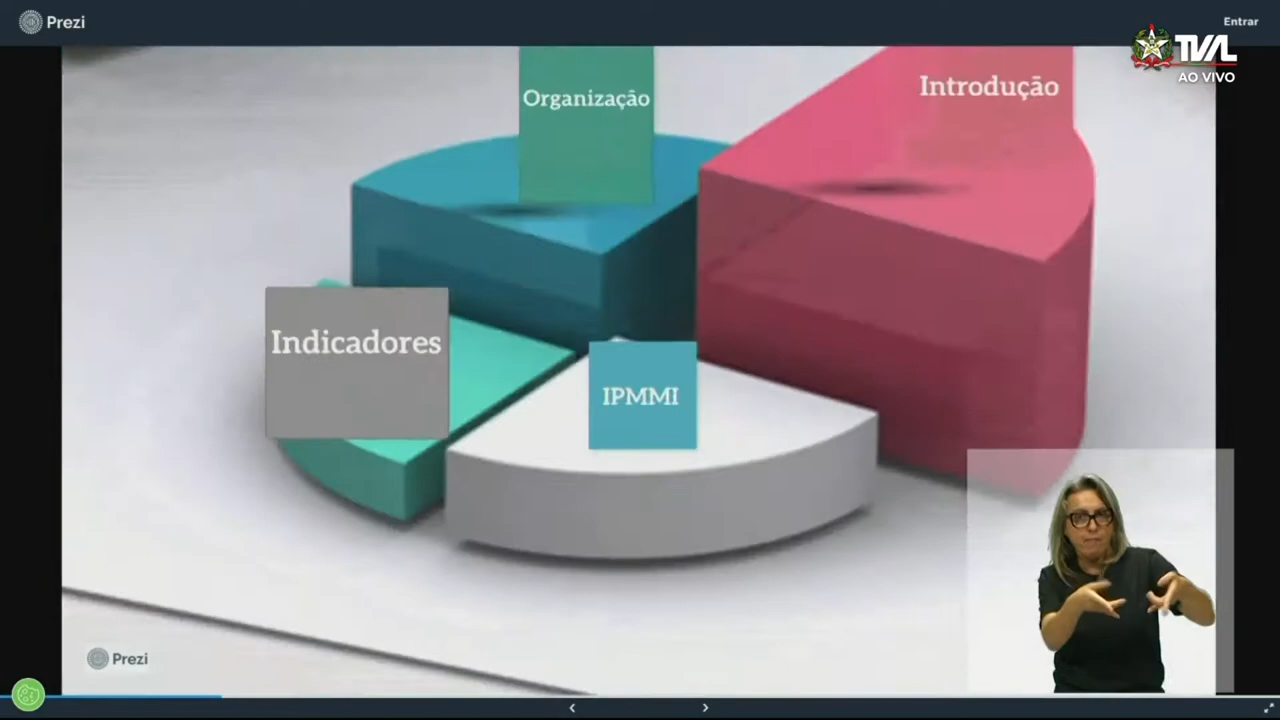 Prezi
Entrar
TVAL
AO VIVO
Organização
Introdução
Indicadores
IPMMI
Prezi